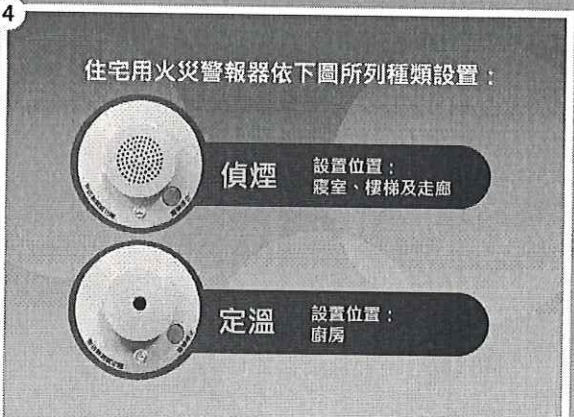 4
住宅用火災警報器依下圖所列種類設置：
偵煙
設置位置：
寢室、樓梯及走廊
定溫
設置位置：
廚房